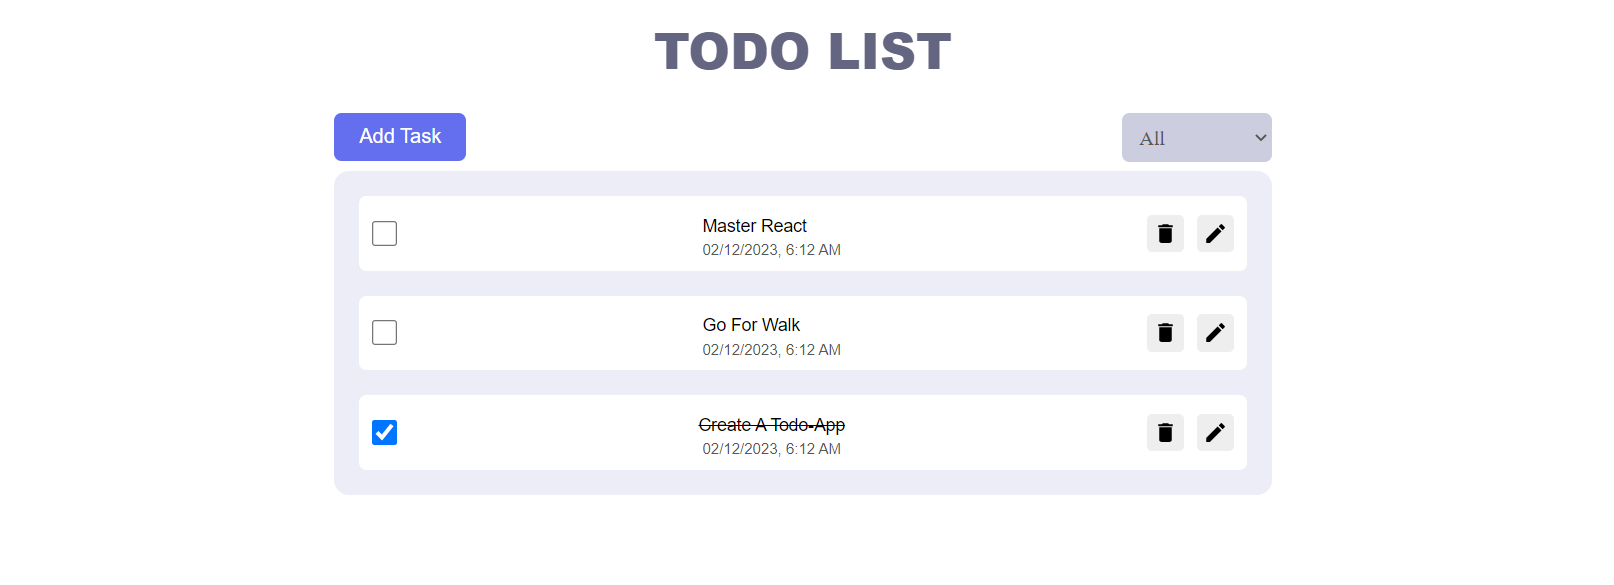 TODO LIST
Add Task
All
Master React
02/12/2023, 6:12 AM
Go For Walk
02/12/2023, 6:12 AM
Create A Todo-App
02/12/2023, 6:12 AM